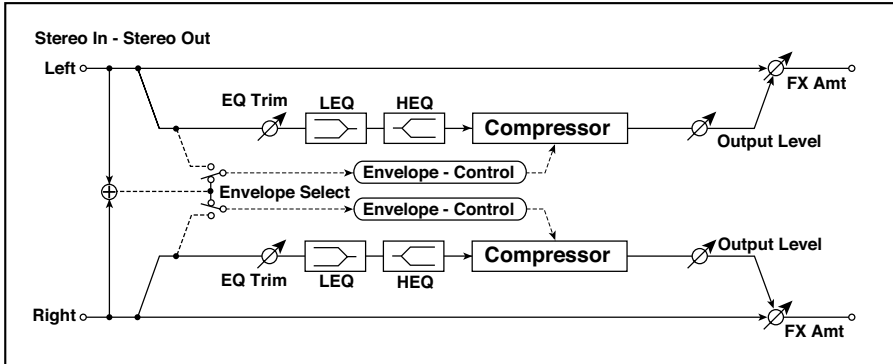 Stereo In - Stereo Out
Left
FX Amt
EQ Trim
LEQ
HEQ
Compressor
Output Level
Envelope - Control
Envelope Select
Envelope - Control
Output Level
EQ Trim
LEQ
HEQ
Compressor
Right
FX Amt